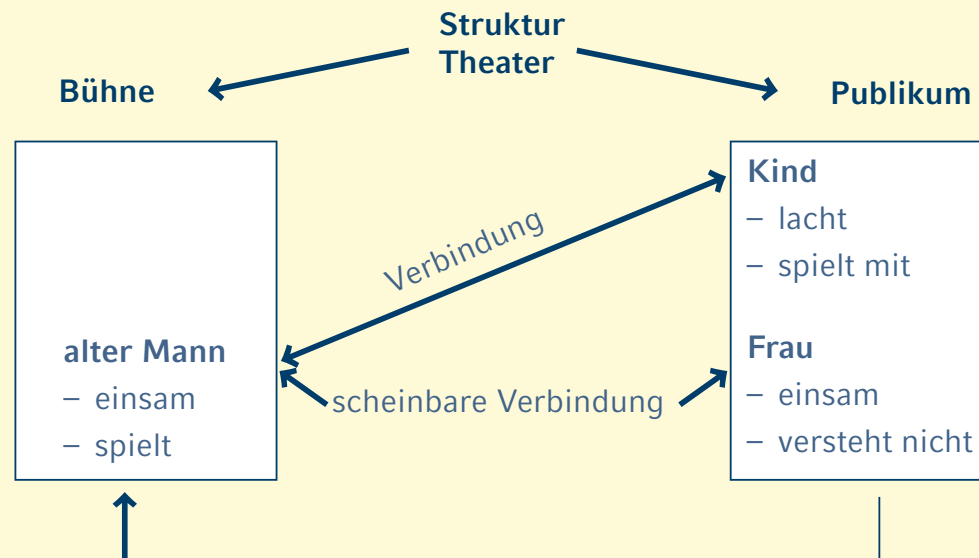 Struktur
Theater
Bühne
Publikum
alter Mann
– einsam
– spielt
Verbindung
scheinbare Verbindung
Kind
– lacht
– spielt mit
Frau
– einsam
– versteht nicht